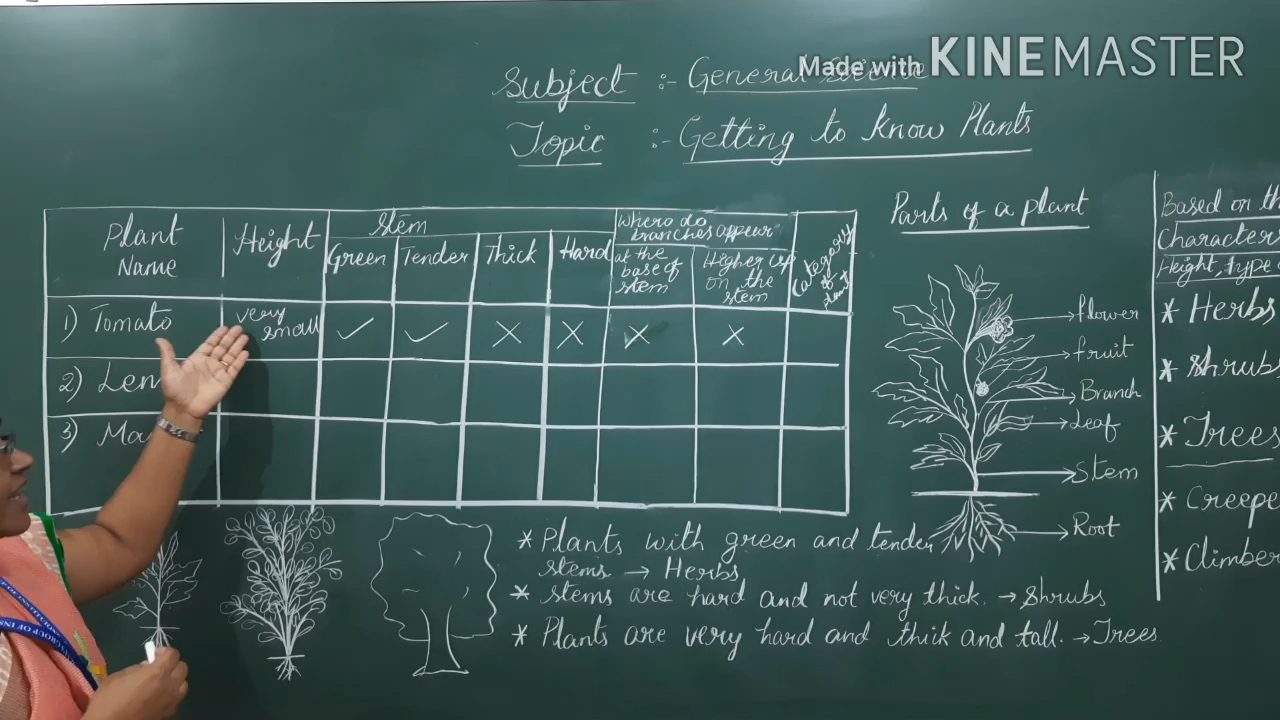 Made with KINEMASTER
Subject :- General
Topic :- Getting to Know Plants
Plant Name
Height
Stem
Green
Tender
Thick
Hard
Where do branches appear
at the base of stem
Higher up on the stem
Category of plant
1) Tomato
very small
✓ ✓ X X X X
2) Lem
3) Ma
Parts of a plant
flower
fruit
Branch
Leaf
Stem
Root
Based on th
Characters
Height, type o
* Herbs
* Shrubs
* Trees
* Creepe
* Climber
* Plants with green and tender
stems → Herbs
* Stems are hard and not very thick. → Shrubs
* Plants are very hard and thick and tall. → Trees